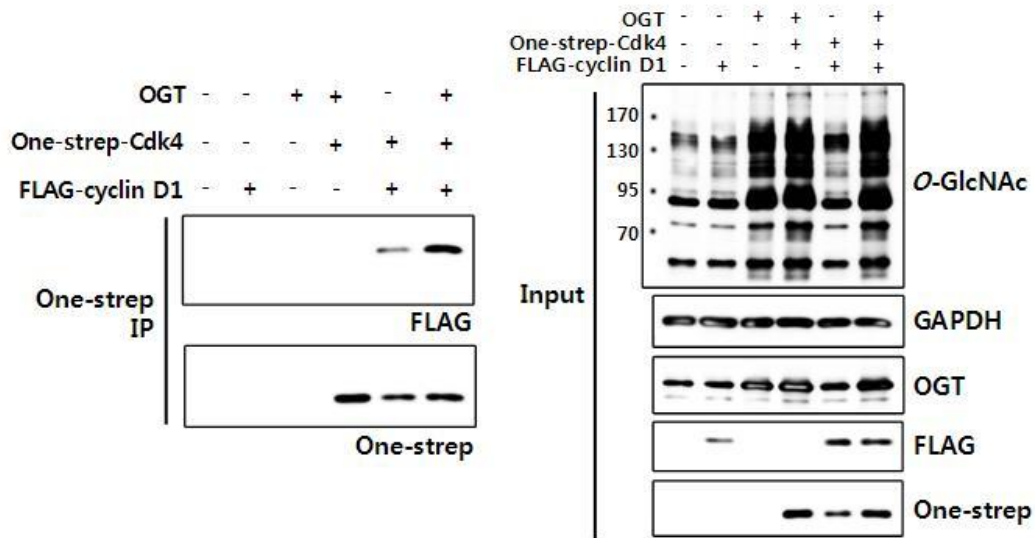 OGT - - + + - +
One-strep-Cdk4 - - - + + +
FLAG-cyclin D1 - + - - + +
One-strep
IP
FLAG
One-strep
OGT - - + + - +
One-strep-Cdk4 - - - + + +
FLAG-cyclin D1 - + - - + +
Input
170
130
95
70
O-GlcNAc
GAPDH
OGT
FLAG
One-strep